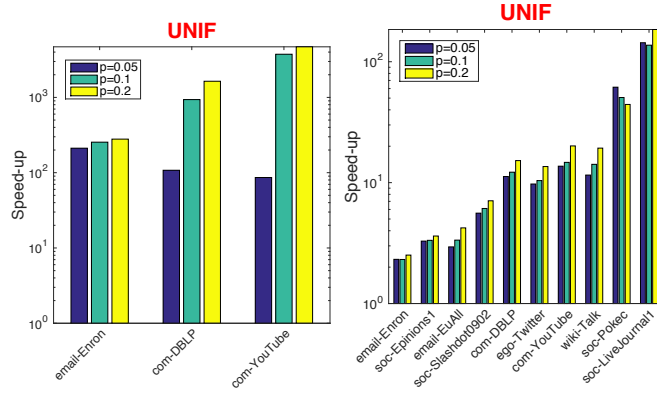 UNIF
Speed-up
10^3
10^2
10^1
10^0
p=0.05
p=0.1
p=0.2
email-Enron
com-DBLP
com-YouTube
UNIF
Speed-up
10^2
10^1
10^0
p=0.05
p=0.1
p=0.2
email-Enron
soc-Epinions1
email-EuAll
soc-Slashdot0902
com-DBLP
ego-Twitter
com-YouTube
wiki-Talk
soc-Pokec
soc-LiveJournal1